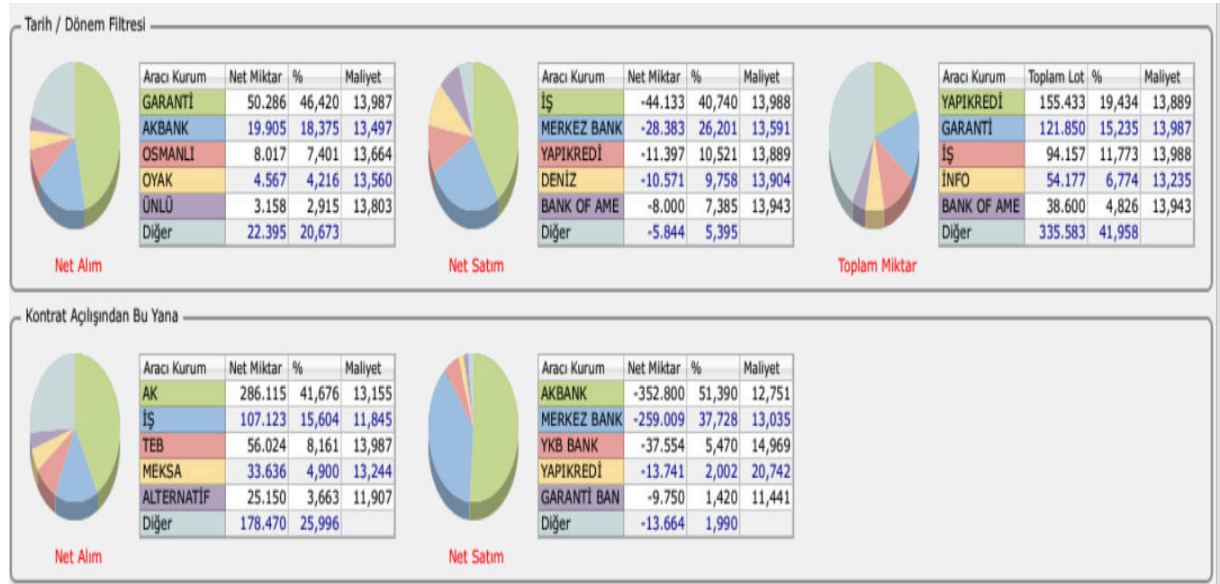 Tarih / Dönem Filtresi
Aracı Kurum Net Miktar % Maliyet
GARANTİ 50.286 46,420 13,987
AKBANK 19.905 18,375 13,497
OSMANLI 8.017 7,401 13,664
OYAK 4.567 4,216 13,560
ÜNLÜ 3.158 2,915 13,803
Diğer 22.395 20,673
Net Alım
Aracı Kurum Net Miktar % Maliyet
İŞ -44.133 40,740 13,988
MERKEZ BANK -28.383 26,201 13,591
YAPIKREDİ -11.397 10,521 13,889
DENİZ -10.571 9,758 13,904
BANK OF AME -8.000 7,385 13,943
Diğer -5.844 5,395
Net Satım
Aracı Kurum Toplam Lot % Maliyet
YAPIKREDİ 155.433 19,434 13,889
GARANTİ 121.850 15,235 13,987
İŞ 94.157 11,773 13,988
İNFO 54.177 6,774 13,235
BANK OF AME 38.600 4,826 13,943
Diğer 335.583 41,958
Toplam Miktar
Kontrat Açılışından Bu Yana
Aracı Kurum Net Miktar % Maliyet
AK 286.115 41,676 13,155
İŞ 107.123 15,604 11,845
TEB 56.024 8,161 13,987
MEKSA 33.636 4,900 13,244
ALTERNATİF 25.150 3,663 11,907
Diğer 178.470 25,996
Net Alım
Aracı Kurum Net Miktar % Maliyet
AKBANK -352.800 51,390 12,751
MERKEZ BANK -259.009 37,728 13,035
YKB BANK -37.554 5,470 14,969
YAPIKREDİ -13.741 2,002 20,742
GARANTİ BAN -9.750 1,420 11,441
Diğer -13.664 1,990
Net Satım